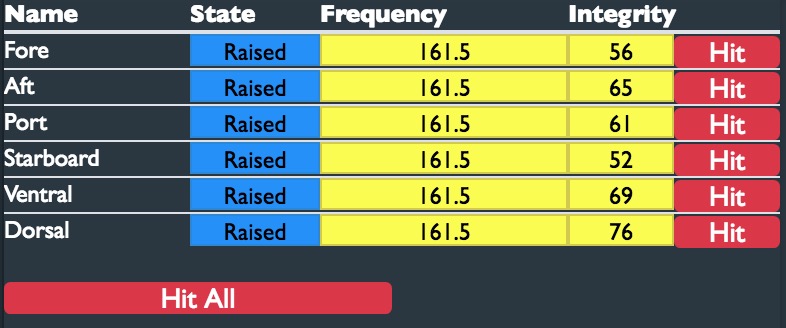 Name State Frequency Integrity
Fore Raised 161.5 56 Hit
Aft Raised 161.5 65 Hit
Port Raised 161.5 61 Hit
Starboard Raised 161.5 52 Hit
Ventral Raised 161.5 69 Hit
Dorsal Raised 161.5 76 Hit
Hit All